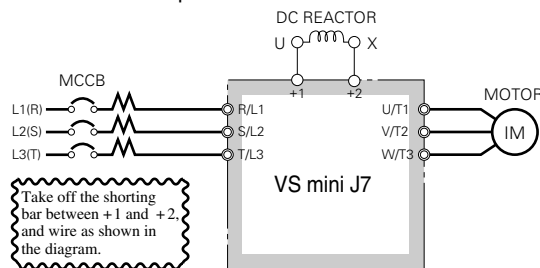 DC REACTOR
U X
MCCB
+1 +2
MOTOR
L1(R) R/L1 U/T1
L2(S) S/L2 V/T2 IM
L3(T) T/L3 W/T3
VS mini J7
Take off the shorting
bar between +1 and +2,
and wire as shown in
the diagram.